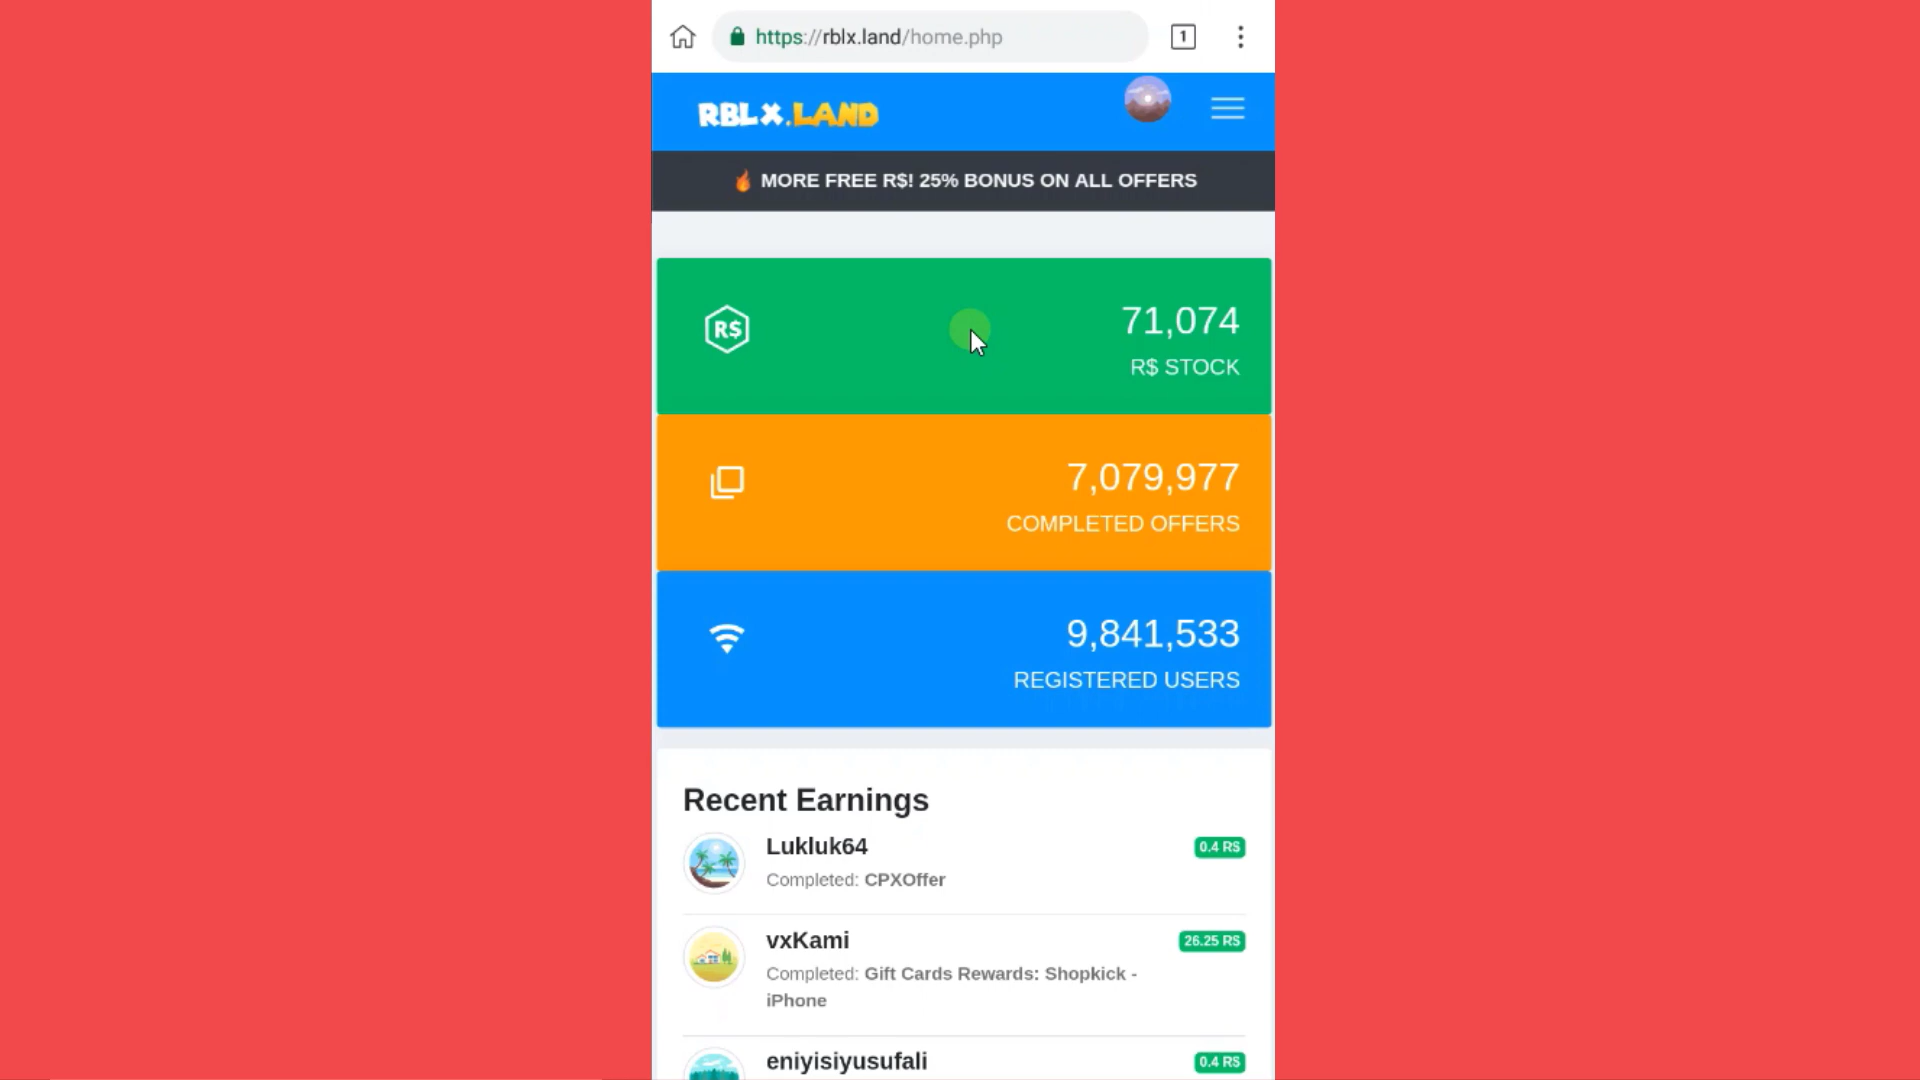 https://rblx.land/home.php
1
RBLX.LAND
🔥 MORE FREE R$! 25% BONUS ON ALL OFFERS
R$
71,074
R$ STOCK
7,079,977
COMPLETED OFFERS
9,841,533
REGISTERED USERS
Recent Earnings
Lukluk64
0.4 R$
Completed: CPXOffer
vxKami
26.25 R$
Completed: Gift Cards Rewards: Shopkick -
iPhone
eniyisiyusufali
0.4 R$